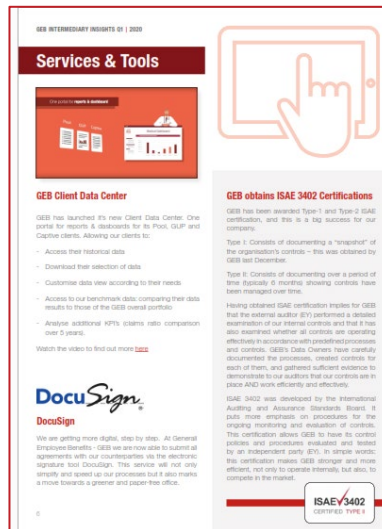 GEB INTERMEDIARY INSIGHTS Q1 | 2020
Services & Tools
One portal for reports & dashboard
GEB Client Data Center
GEB has launched it's new Client Data Center. One
portal for reports & dasboards for its Pool, GUP and
Captive clients. Allowing our clients to:
- Access their historical data
- Download their selection of data
- Customise data view according to their needs
- Access to our benchmark data: comparing their data
results to those of the GEB overall portfolio
- Analyse additional KPI's (claims ratio comparison
over 5 years).
Watch the video to find out more here
DocuSign
DocuSign
We are getting more digital, step by step. At Generali
Employee Benefits - GEB we are now able to submit all
agreements with our counterparties via the electronic
signature tool DocuSign. This service will not only
simplify and speed up our processes but it also marks
a move towards a greener and paper-free office.
GEB obtains ISAE 3402 Certifications
GEB has been awarded Type-1 and Type-2 ISAE
certification, and this is a big success for our
company.
Type I: Consists of documenting a "snapshot" of
the organisation's controls – this was obtained by
GEB last December.
Type II: Consists of documenting over a period of
time (typically 6 months) showing controls have
been managed over time.
Having obtained ISAE certification implies for GEB
that the external auditor (EY) performed a detailed
examination of our internal controls and that it has
also examined whether all controls are operating
effectively in accordance with predefined processes
and controls. GEB's Data Owners have carefully
documented the processes, created controls for
each of them, and gathered sufficient evidence to
demonstrate to our auditors that our controls are in
place AND work efficiently and effectively.
ISAE 3402 was developed by the International
Auditing and Assurance Standards Board. It
puts more emphasis on procedures for the
ongoing monitoring and evaluation of controls.
This certification allows GEB to have its control
policies and procedures evaluated and tested
by an independent party (EY). In simple words:
this certification makes GEB stronger and more
efficient, not only to operate internally, but also, to
compete in the market.
ISAE 3402
CERTIFIED TYPE II